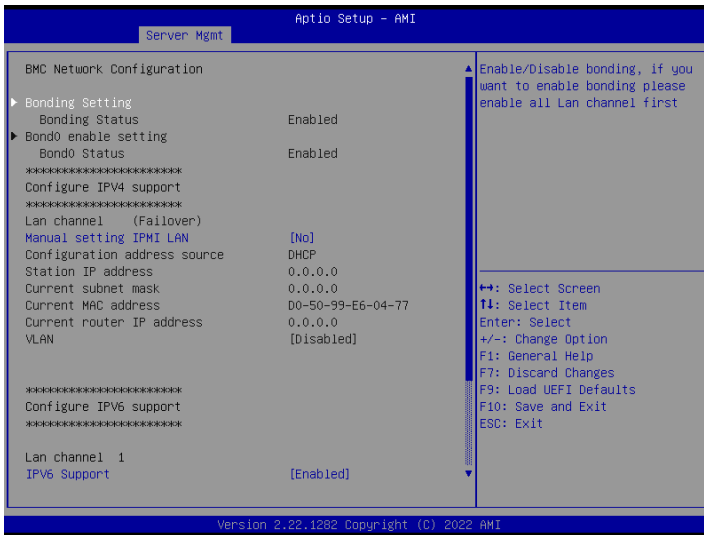 Aptio Setup - AMI
Server Mgmt
BMC Network Configuration
Bonding Setting
Bonding Status Enabled
Bond0 enable setting
Bond0 Status Enabled
**********************
Configure IPV4 support
**********************
Lan channel (Failover)
Manual setting IPMI LAN [No]
Configuration address source DHCP
Station IP address 0.0.0.0
Current subnet mask 0.0.0.0
Current MAC address D0-50-99-E6-04-77
Current router IP address 0.0.0.0
VLAN [Disabled]
**********************
Configure IPV6 support
**********************
Lan channel 1
IPV6 Support [Enabled]
Enable/Disable bonding, if you
want to enable bonding please
enable all Lan channel first
↔: Select Screen
↑↓: Select Item
Enter: Select
+/-: Change Option
F1: General Help
F7: Discard Changes
F9: Load UEFI Defaults
F10: Save and Exit
ESC: Exit
Version 2.22.1282 Copyright (C) 2022 AMI